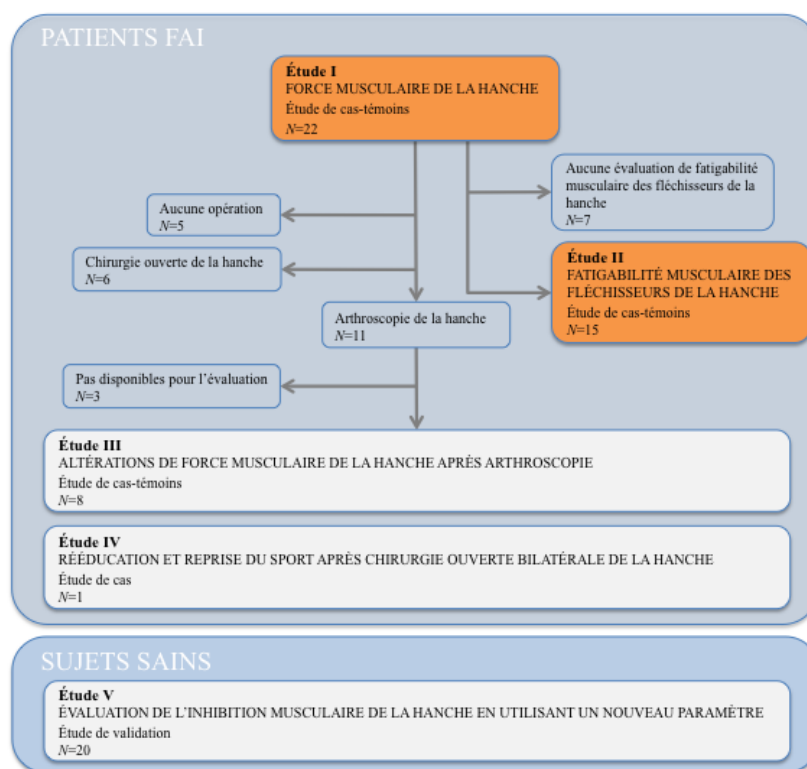 PATIENTS FAI
Étude I
FORCE MUSCULAIRE DE LA HANCHE
Étude de cas-témoins
N=22
Aucune évaluation de fatigabilité
musculaire des fléchisseurs de la
hanche
N=7
Aucune opération
N=5
Chirurgie ouverte de la hanche
N=6
Étude II
FATIGABILITÉ MUSCULAIRE DES
FLÉCHISSEURS DE LA HANCHE
Étude de cas-témoins
N=15
Arthroscopie de la hanche
N=11
Pas disponibles pour l'évaluation
N=3
Étude III
ALTÉRATIONS DE FORCE MUSCULAIRE DE LA HANCHE APRÈS ARTHROSCOPIE
Étude de cas-témoins
N=8
Étude IV
RÉÉDUCATION ET REPRISE DU SPORT APRÈS CHIRURGIE OUVERTE BILATÉRALE DE LA HANCHE
Étude de cas
N=1
SUJETS SAINS
Étude V
ÉVALUATION DE L'INHIBITION MUSCULAIRE DE LA HANCHE EN UTILISANT UN NOUVEAU PARAMÈTRE
Étude de validation
N=20